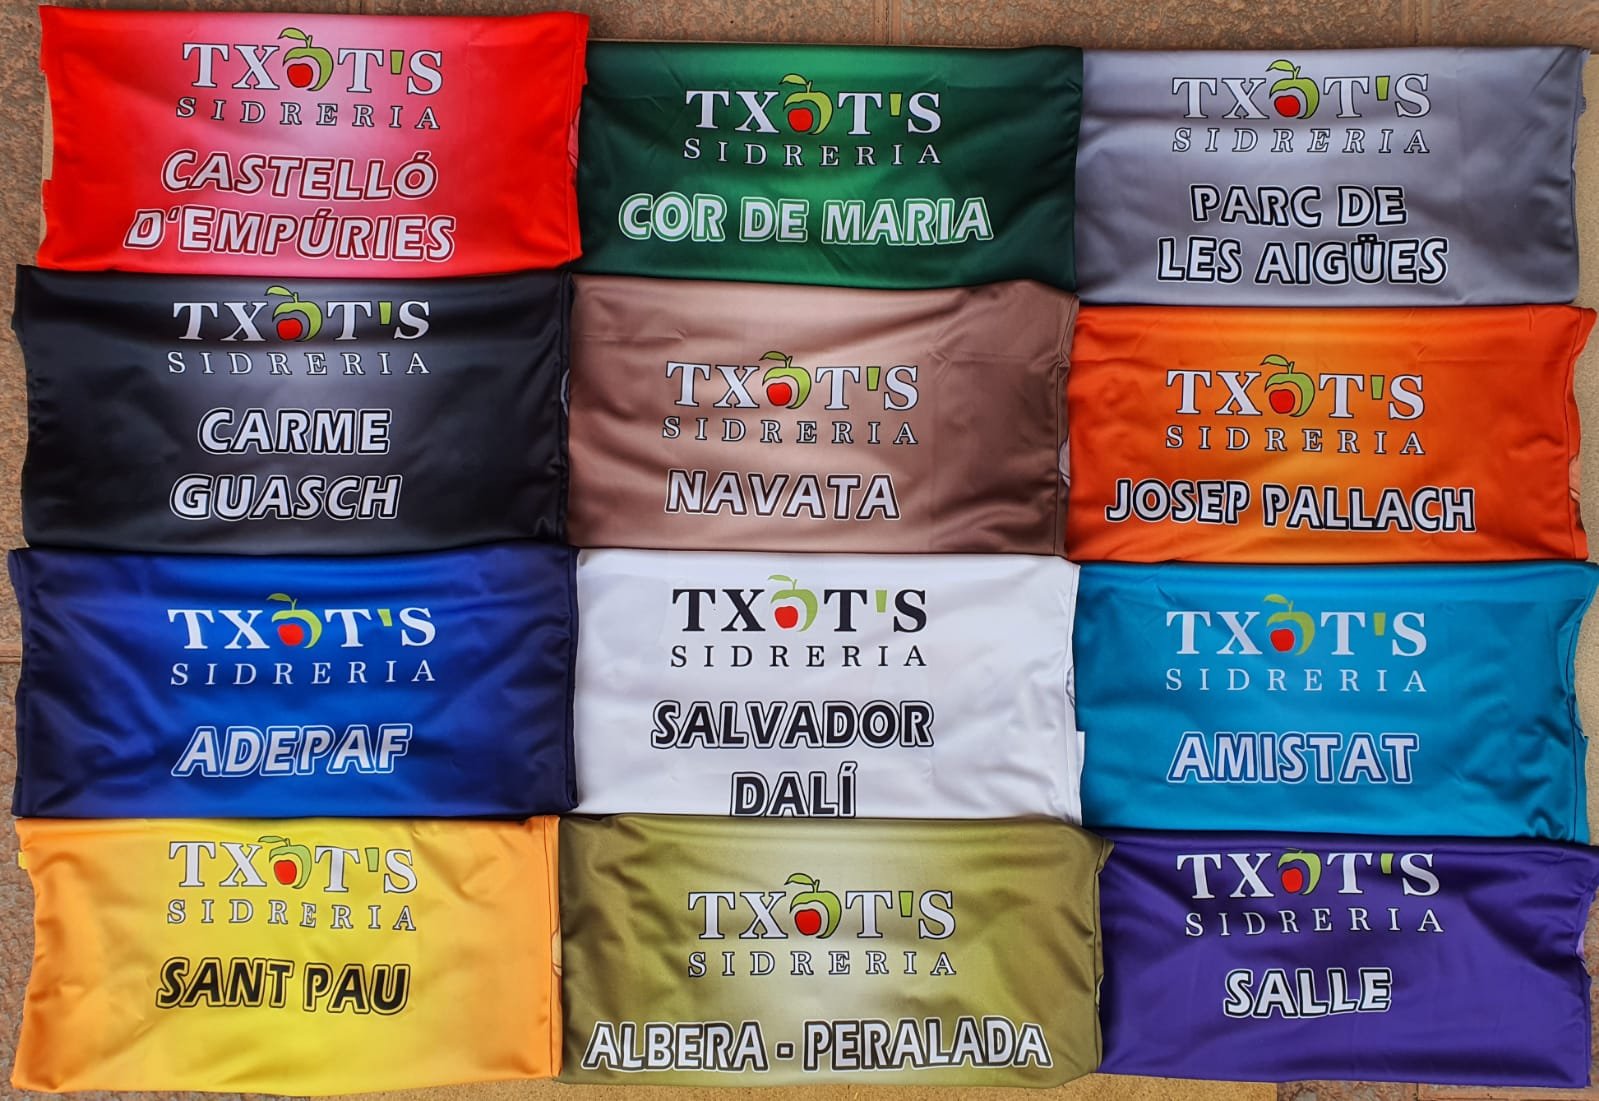 TXOT'S
SIDRERIA
CASTELLÓ
D'EMPÚRIES
TXOT'S
SIDRERIA
COR DE MARIA
TXOT'S
SIDRERIA
PARC DE
LES AIGÜES
TXOT'S
SIDRERIA
CARME
GUASCH
TXOT'S
SIDRERIA
NAVATA
TXOT'S
SIDRERIA
JOSEP PALLACH
TXOT'S
SIDRERIA
ADEPAF
TXOT'S
SIDRERIA
SALVADOR
DALÍ
TXOT'S
SIDRERIA
AMISTAT
TXOT'S
SIDRERIA
SANT PAU
TXOT'S
SIDRERIA
ALBERA - PERALADA
TXOT'S
SIDRERIA
SALLE